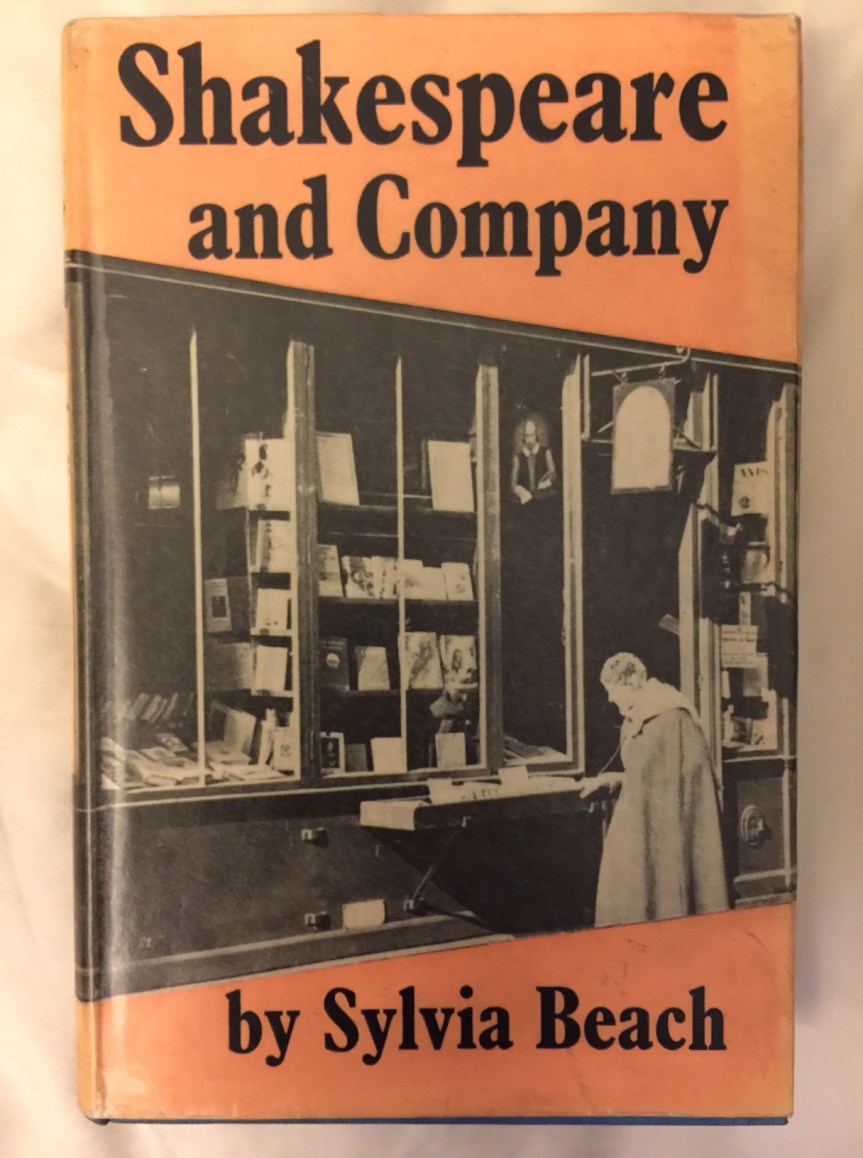 Shakespeare
and Company
by Sylvia Beach